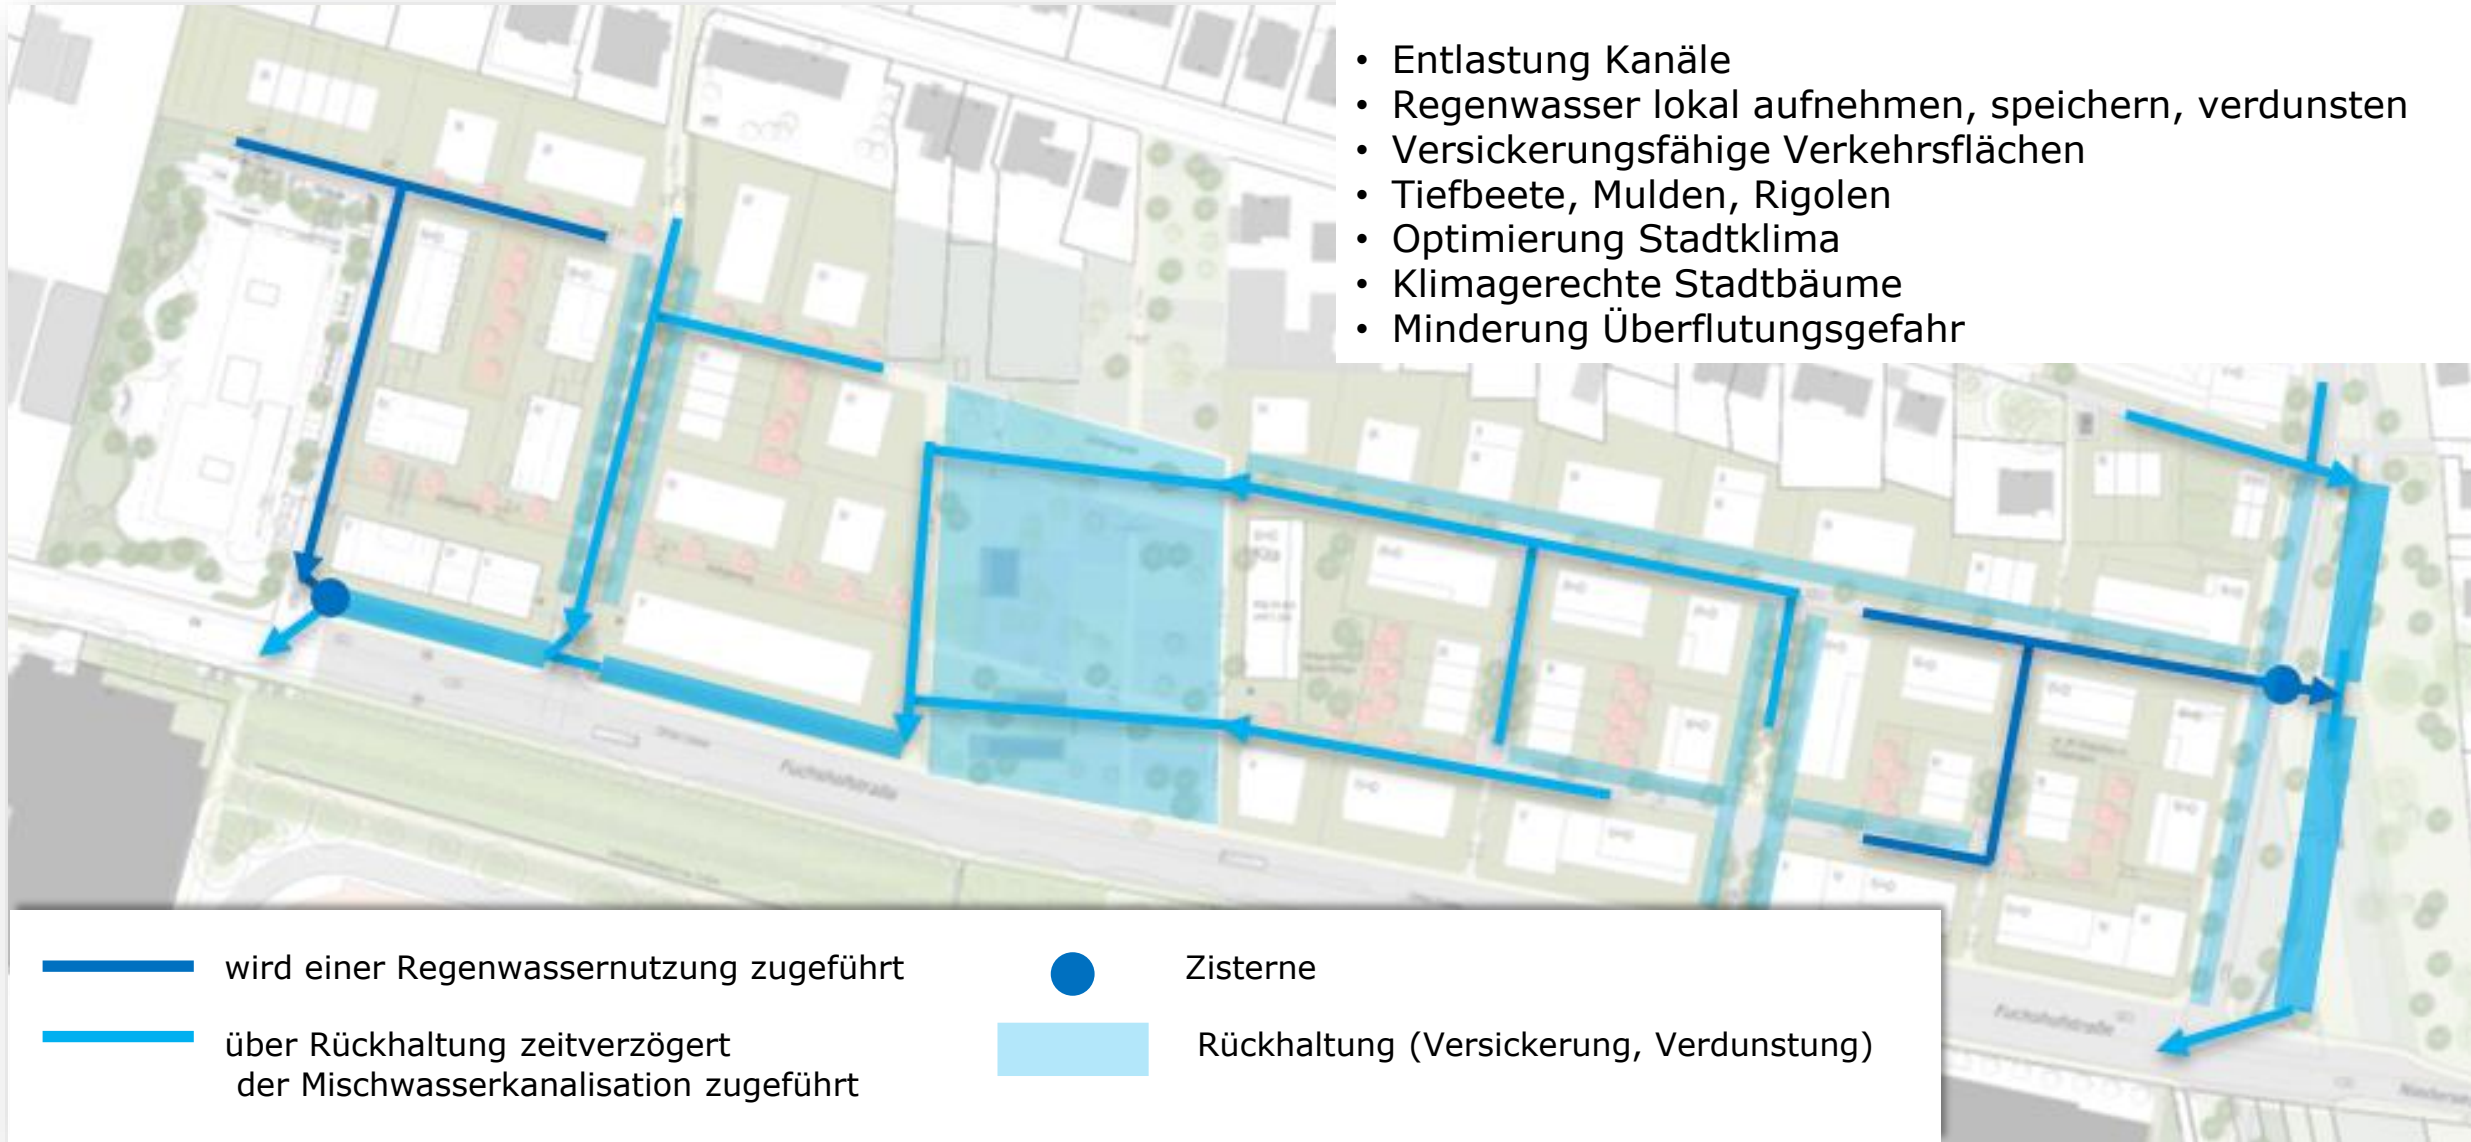 • Entlastung Kanäle
• Regenwasser lokal aufnehmen, speichern, verdunsten
• Versickerungsfähige Verkehrsflächen
• Tiefbeete, Mulden, Rigolen
• Optimierung Stadtklima
• Klimagerechte Stadtbäume
• Minderung Überflutungsgefahr
Kita
Fuchshofstraße
Fuchshofstraße
wird einer Regenwassernutzung zugeführt
über Rückhaltung zeitverzögert
der Mischwasserkanalisation zugeführt
Zisterne
Rückhaltung (Versickerung, Verdunstung)